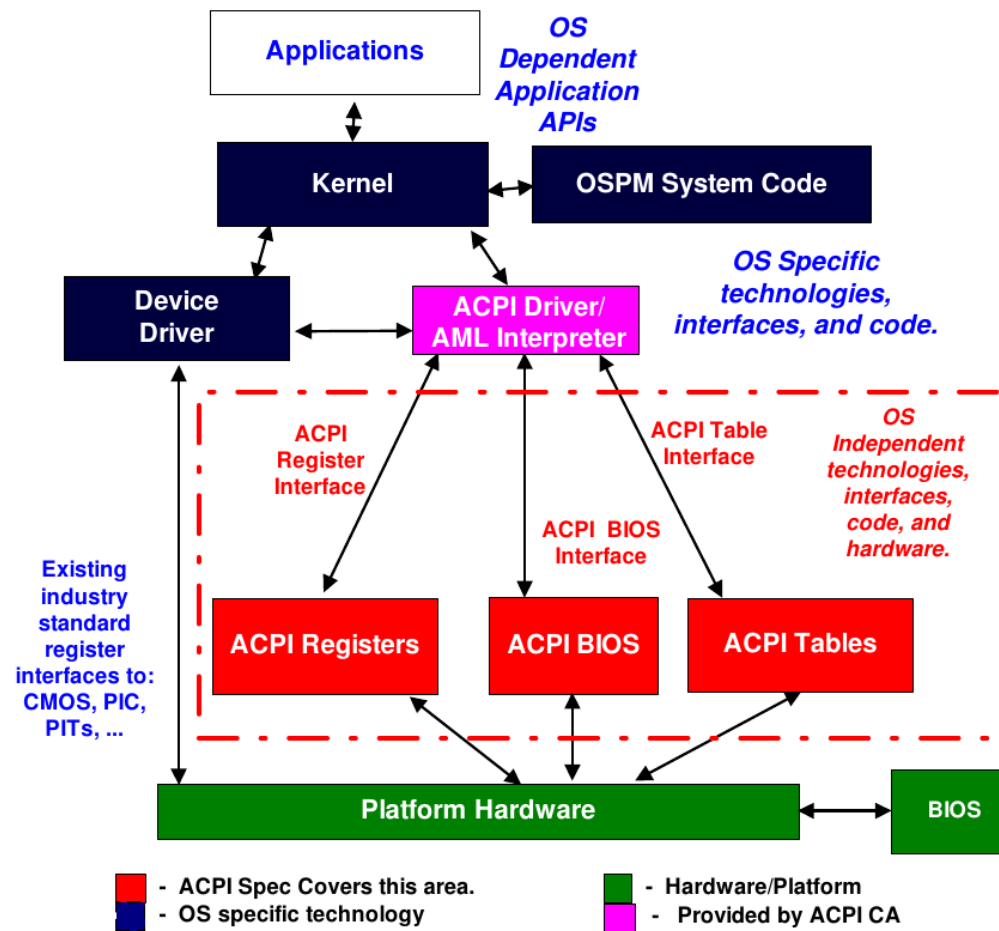 Applications
OS
Dependent
Application
APIs
Kernel
OSPM System Code
OS Specific
technologies,
interfaces, and code.
Device
Driver
ACPI Driver/
AML Interpreter
ACPI
Register
Interface
ACPI Table
Interface
OS
Independent
technologies,
interfaces,
code, and
hardware.
ACPI BIOS
Interface
Existing
industry
standard
register
interfaces to:
CMOS, PIC,
PITs, ...
ACPI Registers
ACPI BIOS
ACPI Tables
Platform Hardware
BIOS
- ACPI Spec Covers this area.
- OS specific technology
- Hardware/Platform
- Provided by ACPI CA